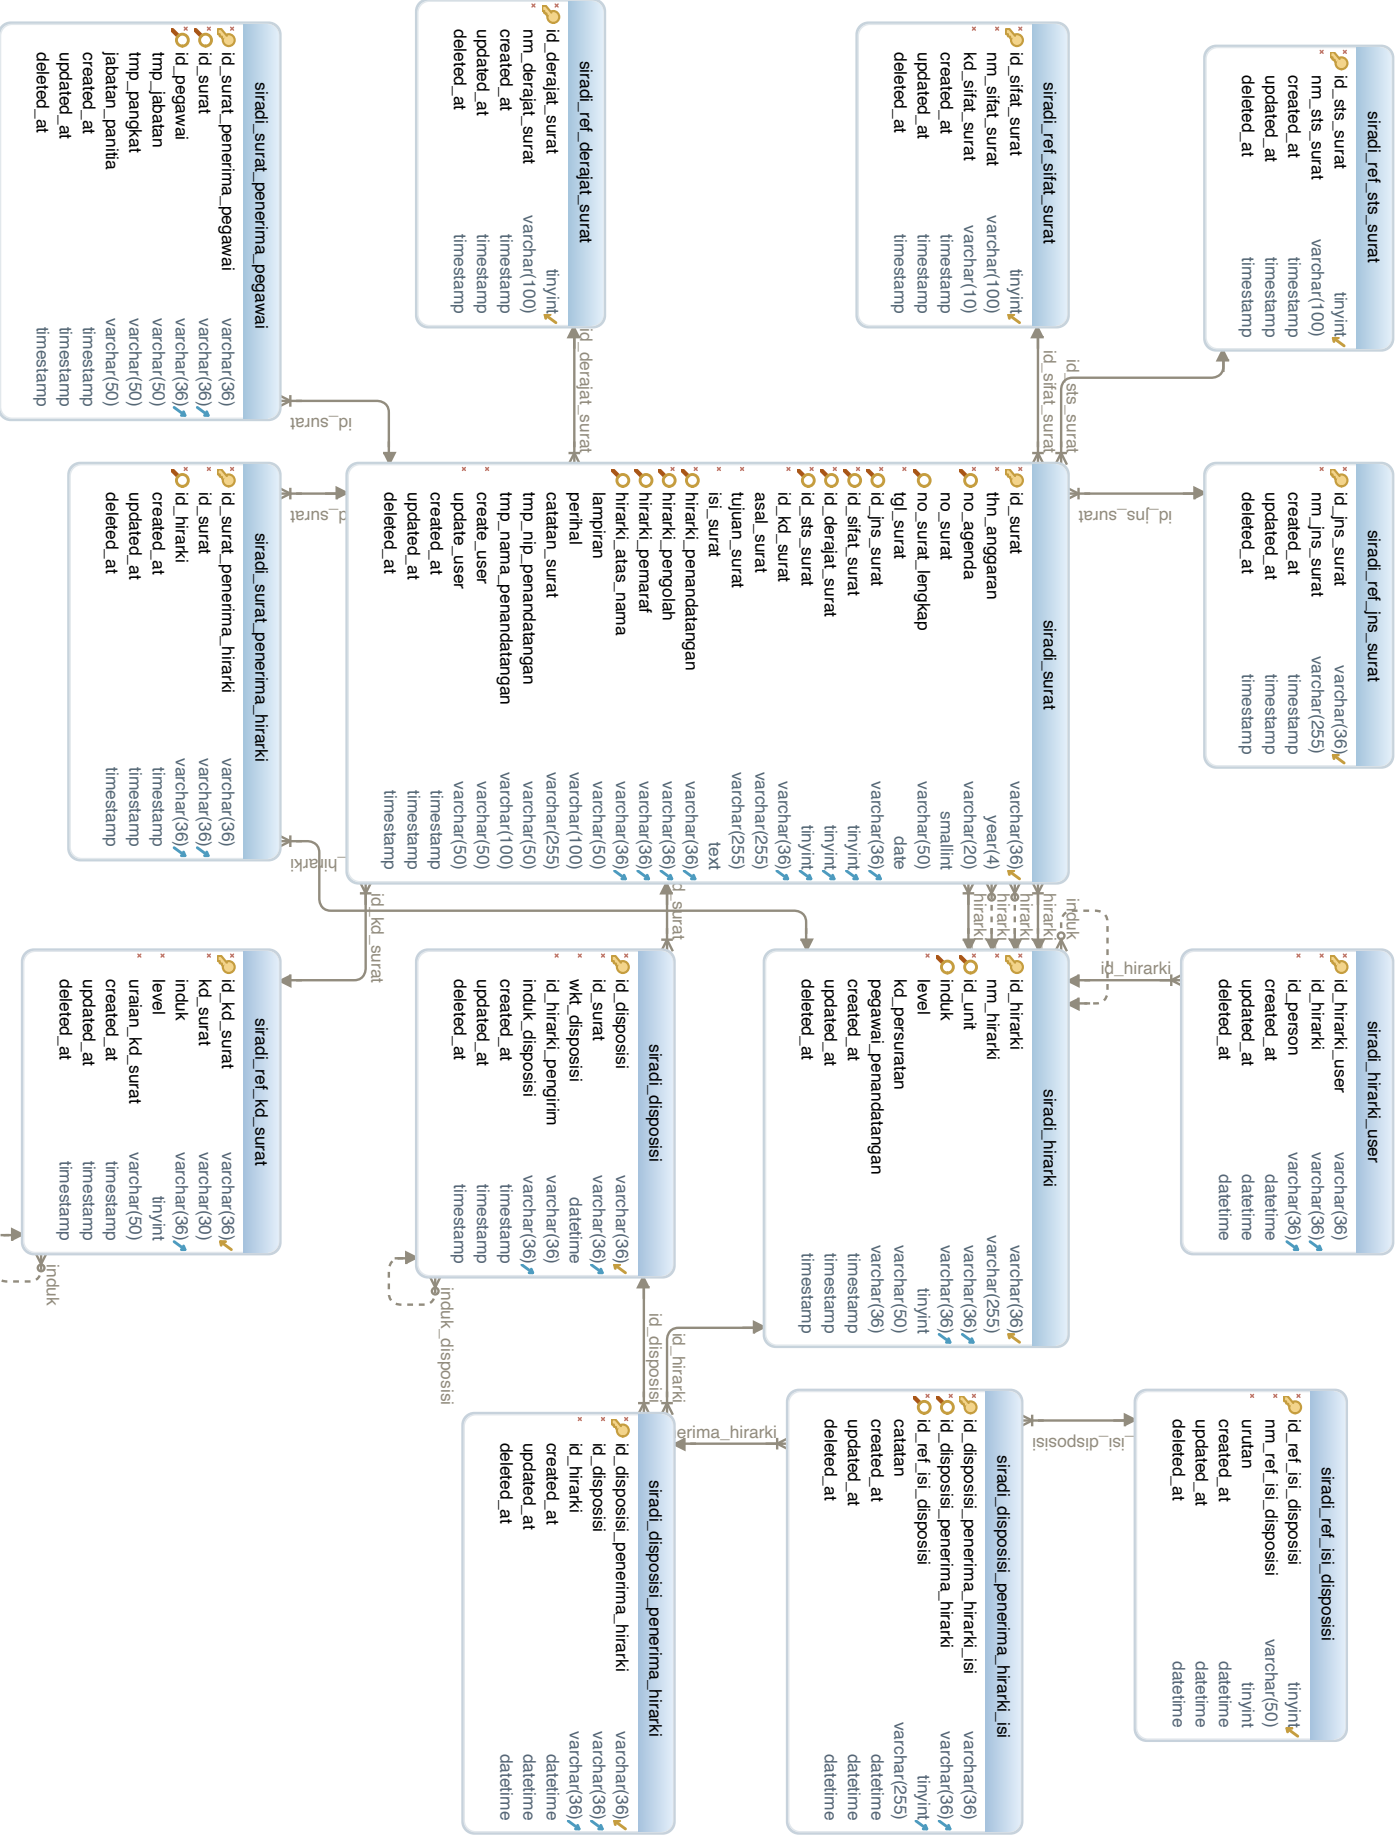 siradi_ref_sts_surat
id_sts_surat tinyint
nm_sts_surat varchar(100)
created_at timestamp
updated_at timestamp
deleted_at timestamp
siradi_ref_jns_surat
id_jns_surat varchar(36)
nm_jns_surat varchar(255)
created_at timestamp
updated_at timestamp
deleted_at timestamp
siradi_hirarki_user
id_hirarki_user varchar(36)
id_hirarki varchar(36)
id_person varchar(36)
created_at datetime
updated_at datetime
deleted_at datetime
siradi_ref_isi_disposisi
id_ref_isi_disposisi tinyint
nm_ref_isi_disposisi varchar(50)
urutan tinyint
created_at datetime
updated_at datetime
deleted_at datetime
id_sts_surat
id_jns_surat
id_hirarki
_isi_disposisi
siradi_ref_sifat_surat
id_sifat_surat tinyint
nm_sifat_surat varchar(100)
kd_sifat_surat varchar(10)
created_at timestamp
updated_at timestamp
deleted_at timestamp
id_sifat_surat
siradi_surat
id_surat varchar(36)
thn_anggaran year(4)
no_agenda varchar(20)
no_surat smallint
no_surat_lengkap varchar(50)
tgl_surat date
id_jns_surat varchar(36)
id_sifat_surat tinyint
id_derajat_surat tinyint
id_sts_surat tinyint
id_kd_surat varchar(36)
asal_surat varchar(255)
tujuan_surat varchar(255)
isi_surat text
hirarki_penandatangan varchar(36)
hirarki_pengolah varchar(36)
hirarki_pemaraf varchar(36)
hirarki_atas_nama varchar(36)
lampiran varchar(50)
perihal varchar(100)
catatan_surat varchar(255)
tmp_nip_penandatangan varchar(50)
tmp_nama_penandatangan varchar(100)
create_user varchar(50)
update_user varchar(50)
created_at timestamp
updated_at timestamp
deleted_at timestamp
induk
hirarki
hirarki
hirarki
hirarki
siradi_hirarki
id_hirarki varchar(36)
nm_hirarki varchar(255)
id_unit varchar(36)
induk varchar(36)
level tinyint
kd_persuratan varchar(50)
pegawai_penandatangan varchar(36)
created_at timestamp
updated_at timestamp
deleted_at timestamp
siradi_disposisi_penerima_hirarki_isi
id_disposisi_penerima_hirarki_isi varchar(36)
id_disposisi_penerima_hirarki varchar(36)
id_ref_isi_disposisi tinyint
catatan varchar(255)
created_at datetime
updated_at datetime
deleted_at datetime
erima_hirarki
siradi_ref_derajat_surat
id_derajat_surat tinyint
nm_derajat_surat varchar(100)
created_at timestamp
updated_at timestamp
deleted_at timestamp
id_derajat_surat
d_surat
siradi_disposisi
id_disposisi varchar(36)
id_surat varchar(36)
wkt_disposisi datetime
id_hirarki_pengirim varchar(36)
induk_disposisi varchar(36)
created_at timestamp
updated_at timestamp
deleted_at timestamp
id_hirarki
id_disposisi
induk_disposisi
siradi_disposisi_penerima_hirarki
id_disposisi_penerima_hirarki varchar(36)
id_disposisi varchar(36)
id_hirarki varchar(36)
created_at datetime
updated_at datetime
deleted_at datetime
id_surat
d_surat
_hirarki
id_kd_surat
siradi_surat_penerima_pegawai
id_surat_penerima_pegawai varchar(36)
id_surat varchar(36)
id_pegawai varchar(36)
tmp_jabatan varchar(50)
tmp_pangkat varchar(50)
jabatan_panitia varchar(50)
created_at timestamp
updated_at timestamp
deleted_at timestamp
siradi_surat_penerima_hirarki
id_surat_penerima_hirarki varchar(36)
id_surat varchar(36)
id_hirarki varchar(36)
created_at timestamp
updated_at timestamp
deleted_at timestamp
siradi_ref_kd_surat
id_kd_surat varchar(36)
kd_surat varchar(30)
induk varchar(36)
level tinyint
uraian_kd_surat varchar(50)
created_at timestamp
updated_at timestamp
deleted_at timestamp
induk